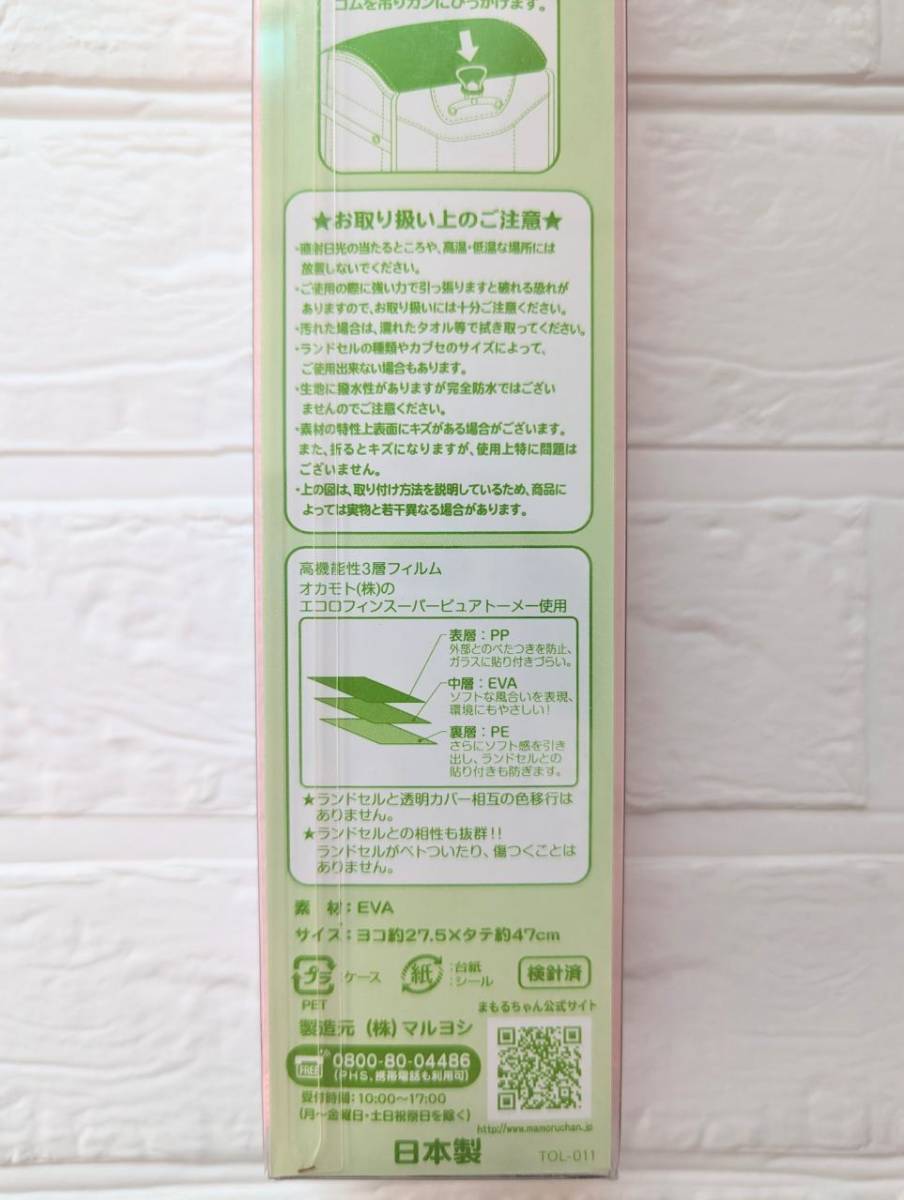 ゴムを吊りカンにひっかけます。
★お取り扱い上のご注意★
・直射日光の当たるところや、高温・低温な場所には
放置しないでください。
・ご使用の際に強い力で引っ張りますと破れる恐れが
ありますので、お取り扱いには十分ご注意ください。
・汚れた場合は、濡れたタオル等で拭き取ってください。
・ランドセルの種類やカブセのサイズによって、
ご使用出来ない場合もあります。
・生地に撥水性がありますが完全防水ではござい
ませんのでご注意ください。
・素材の特性上表面にキズがある場合がございます。
また、折るとキズになりますが、使用上特に問題は
ございません。
・上の図は、取り付け方法を説明しているため、商品に
よっては実物と若干異なる場合があります。
高機能性3層フィルム
オカモト(株)の
エコロフィンスーパーピュアトーメー使用
表層：PP
外部とのべたつきを防止、
ガラスに貼り付きづらい。
中層：EVA
ソフトな風合いを表現、
環境にもやさしい！
裏層：PE
さらにソフト感を引き
出し、ランドセルとの
貼り付きも防ぎます。
★ランドセルと透明カバー相互の色移行は
ありません。
★ランドセルとの相性も抜群！！
ランドセルがベトついたり、傷つくことは
ありません。
素 材：EVA
サイズ：ヨコ約27.5×タテ約47cm
プラ
：ケース
PET
紙
：台紙
：シール
検針済
まもるちゃん公式サイト
製造元 (株)マルヨシ
FREE
0800-80-04486
(PHS、携帯電話も利用可)
受付時間：10:00〜17:00
(月〜金曜日・土日祝祭日を除く)
http://www.mamoruchan.jp
日本製
TOL-011